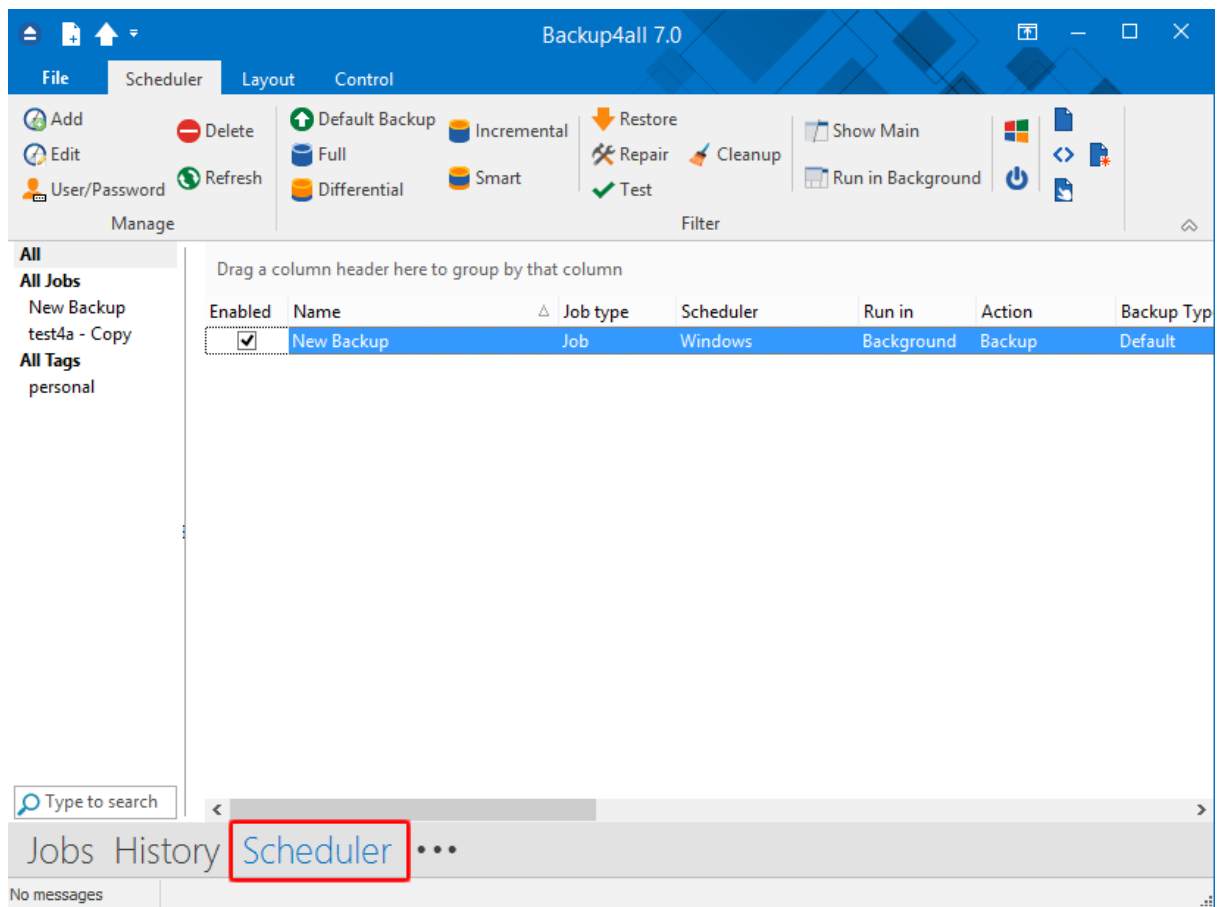 Backup4all 7.0
File Scheduler Layout Control
Add
Edit
User/Password
Delete
Refresh
Manage
Default Backup
Full
Differential
Incremental
Smart
Restore
Repair
Test
Cleanup
Show Main
Run in Background
Filter
All
All Jobs
New Backup
test4a - Copy
All Tags
personal
Drag a column header here to group by that column
Enabled Name Job type Scheduler Run in Action Backup Typ
New Backup Job Windows Background Backup Default
Type to search
Jobs History Scheduler •••
No messages